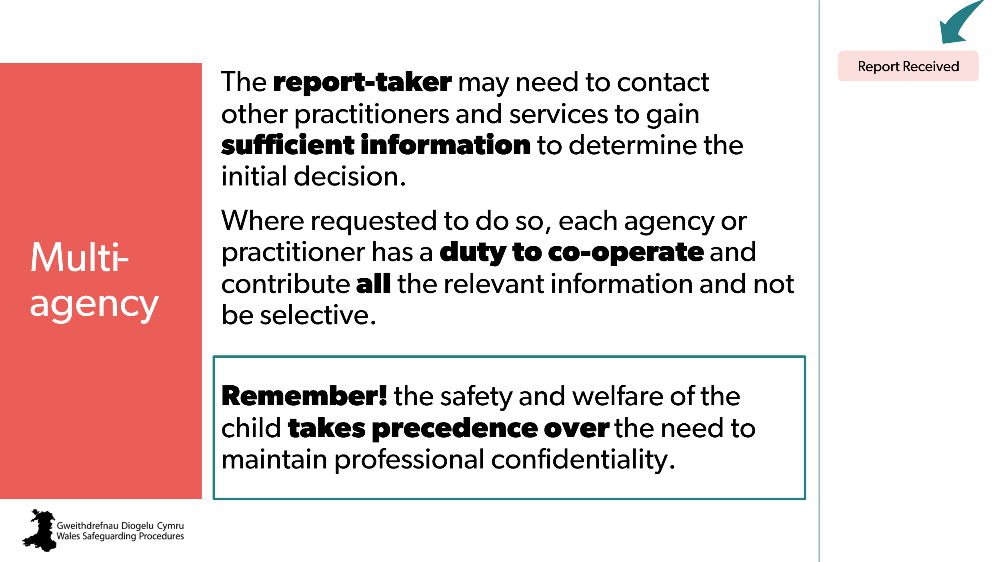 Multi-
agency
The report-taker may need to contact
other practitioners and services to gain
sufficient information to determine the
initial decision.
Where requested to do so, each agency or
practitioner has a duty to co-operate and
contribute all the relevant information and not
be selective.
Remember! the safety and welfare of the
child takes precedence over the need to
maintain professional confidentiality.
Report Received
Gweithdrefnau Diogelu Cymru
Wales Safeguarding Procedures